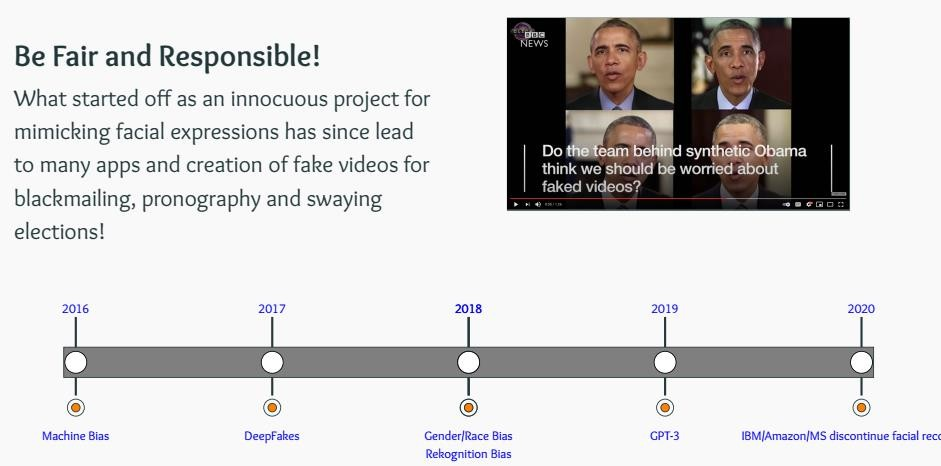 Be Fair and Responsible!
What started off as an innocuous project for
mimicking facial expressions has since lead
to many apps and creation of fake videos for
blackmailing, pronography and swaying
elections!
BBC
NEWS
Do the team behind synthetic Obama
think we should be worried about
faked videos?
2016
2017
2018
2019
2020
Machine Bias
DeepFakes
Gender/Race Bias
Rekognition Bias
GPT-3
IBM/Amazon/MS discontinue facial reco